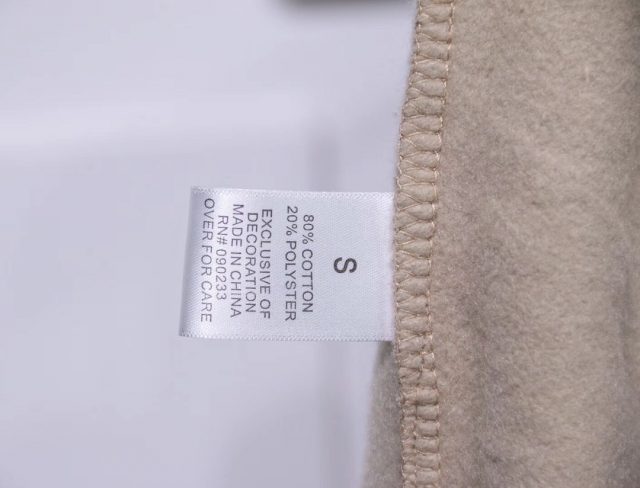 S
80% COTTON
20% POLYSTER
EXCLUSIVE OF
DECORATION
MADE IN CHINA
RN# 090233
OVER FOR CARE